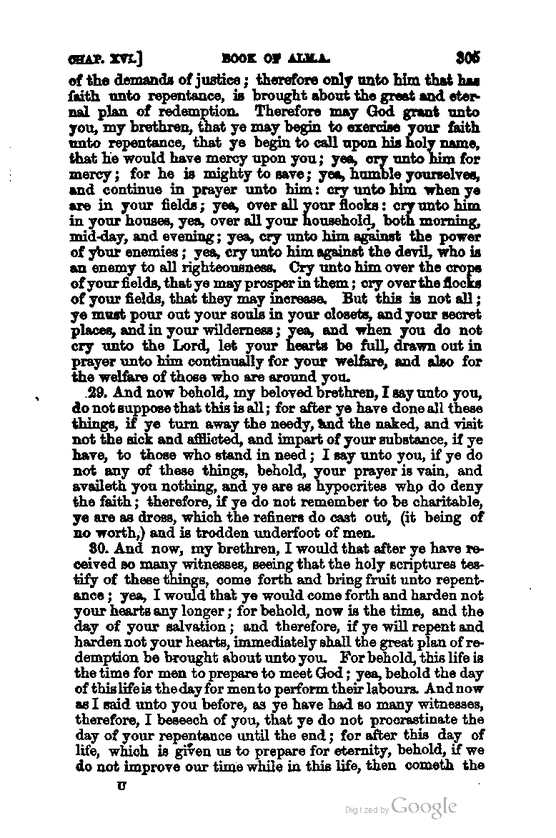 CHAP. XVI.] BOOK OF ALMA. 305
of the demands of justice; therefore only unto him that has
faith unto repentance, is brought about the great and eter-
nal plan of redemption. Therefore may God grant unto
you, my brethren, that ye may begin to exercise your faith
unto repentance, that ye begin to call upon his holy name,
that he would have mercy upon you; yea, cry unto him for
mercy; for he is mighty to save; yea, humble yourselves,
and continue in prayer unto him: cry unto him when ye
are in your fields; yea, over all your flocks: cry unto him
in your houses, yea, over all your household, both morning,
mid-day, and evening; yea, cry unto him against the power
of your enemies; yea, cry unto him against the devil, who is
an enemy to all righteousness. Cry unto him over the crops
of your fields, that ye may prosper in them; cry over the flocks
of your fields, that they may increase. But this is not all;
ye must pour out your souls in your closets, and your secret
places, and in your wilderness; yea, and when you do not
cry unto the Lord, let your hearts be full, drawn out in
prayer unto him continually for your welfare, and also for
the welfare of those who are around you.
29. And now behold, my beloved brethren, I say unto you,
do not suppose that this is all; for after ye have done all these
things, if ye turn away the needy, and the naked, and visit
not the sick and afflicted, and impart of your substance, if ye
have, to those who stand in need; I say unto you, if ye do
not any of these things, behold, your prayer is vain, and
availeth you nothing, and ye are as hypocrites who do deny
the faith; therefore, if ye do not remember to be charitable,
ye are as dross, which the refiners do cast out, (it being of
no worth,) and is trodden underfoot of men.
30. And now, my brethren, I would that after ye have re-
ceived so many witnesses, seeing that the holy scriptures tes-
tify of these things, come forth and bring fruit unto repent-
ance; yea, I would that ye would come forth and harden not
your hearts any longer; for behold, now is the time, and the
day of your salvation; and therefore, if ye will repent and
harden not your hearts, immediately shall the great plan of re-
demption be brought about unto you. For behold, this life is
the time for men to prepare to meet God; yea, behold the day
of this life is the day for men to perform their labours. And now
as I said unto you before, as ye have had so many witnesses,
therefore, I beseech of you, that ye do not procrastinate the
day of your repentance until the end; for after this day of
life, which is given us to prepare for eternity, behold, if we
do not improve our time while in this life, then cometh the
U
Digitized by Google